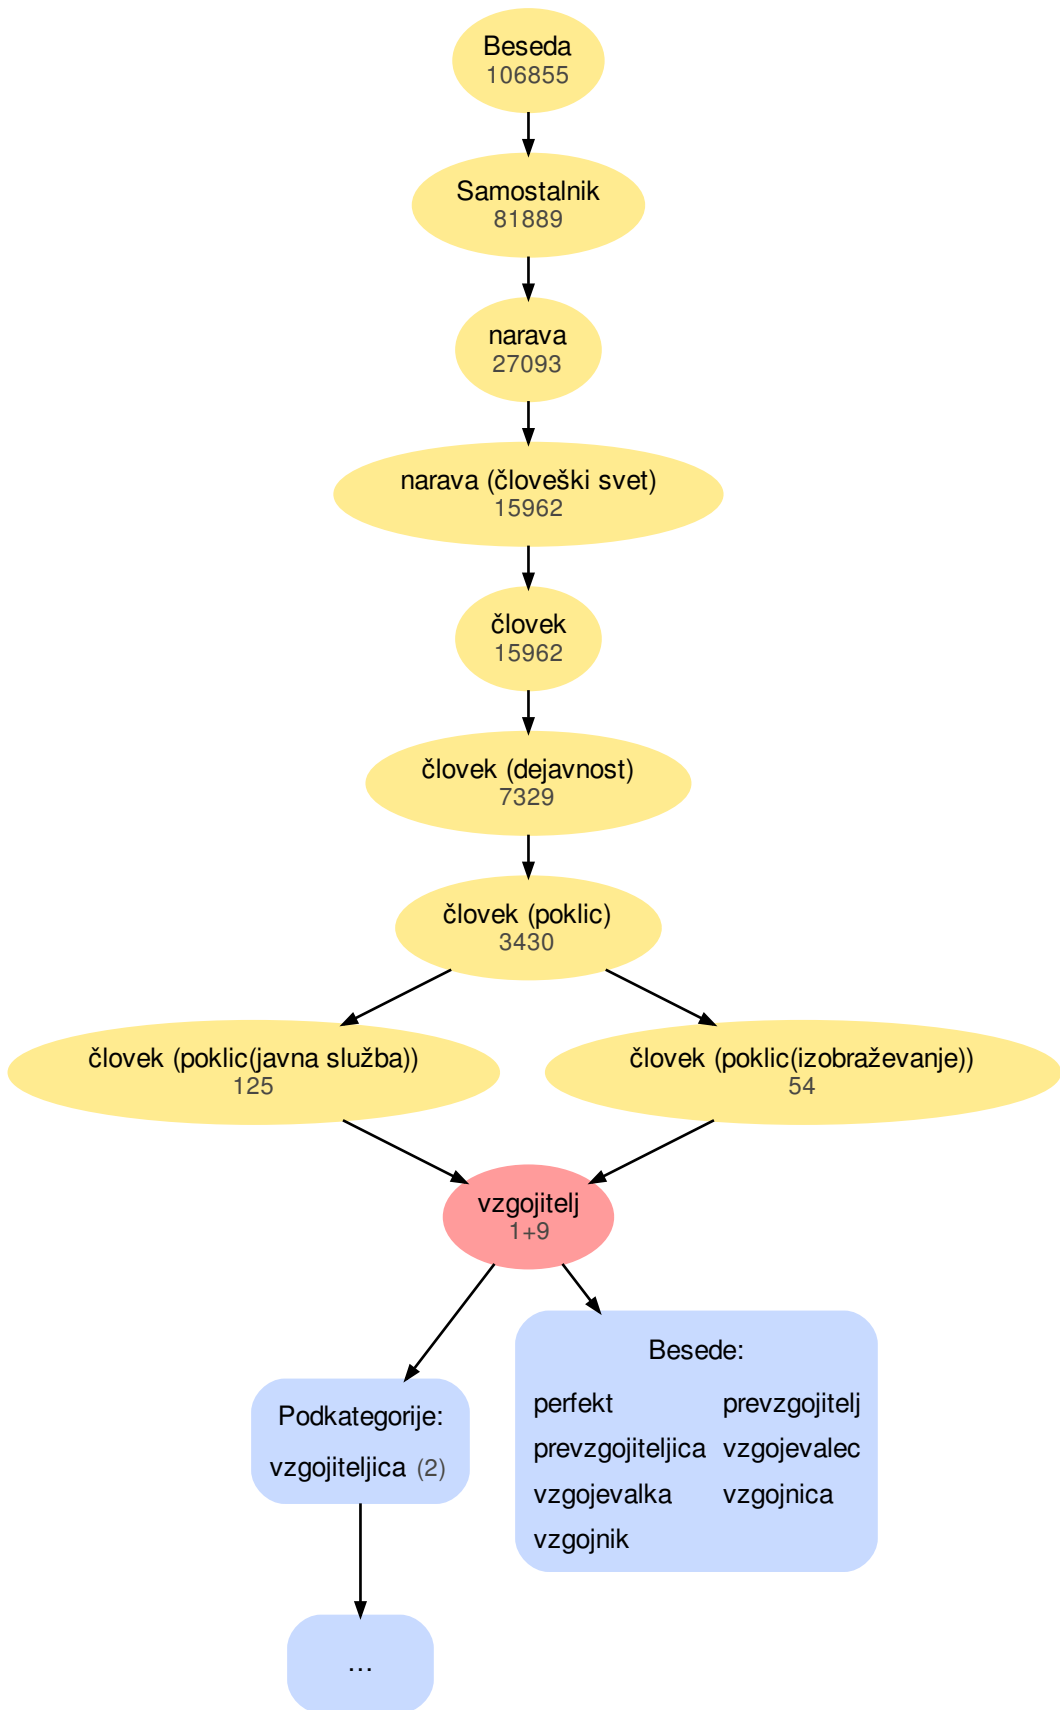 Beseda
106855
Samostalnik
81889
narava
27093
narava (človeški svet)
15962
človek
15962
človek (dejavnost)
7329
človek (poklic)
3430
človek (poklic(javna služba))
125
človek (poklic(izobraževanje))
54
vzgojitelj
1+9
Podkategorije:
vzgojiteljica (2)
...
Besede:
perfekt prevzgojitelj
prevzgojiteljica vzgojevalec
vzgojevalka vzgojnica
vzgojnik